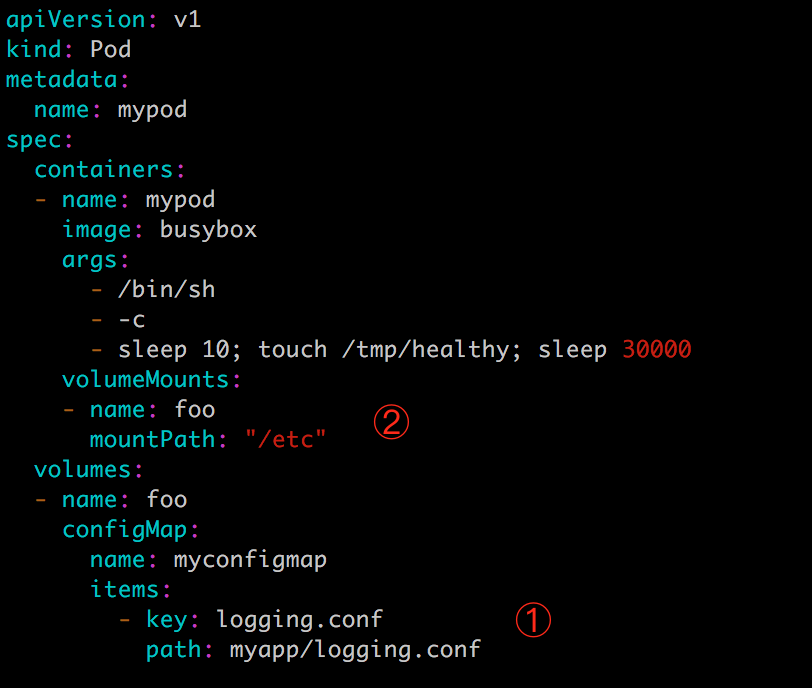 apiVersion: v1
kind: Pod
metadata:
  name: mypod
spec:
  containers:
  - name: mypod
    image: busybox
    args:
      - /bin/sh
      - -c
      - sleep 10; touch /tmp/healthy; sleep 30000
    volumeMounts:
    - name: foo
      mountPath: "/etc" ②
  volumes:
  - name: foo
    configMap:
      name: myconfigmap
      items:
        - key: logging.conf ①
          path: myapp/logging.conf